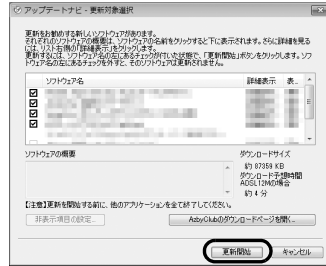 アップデートナビ - 更新対象選択
更新をお勧めする新しいソフトウェアがあります。
それぞれのソフトウェアの概要は、ソフトウェアの名前をクリックすると下に表示されます。さらに詳細を見る
には、リスト右側の「詳細表示」をクリックします。
更新するには、ソフトウェア名の左にあるチェックが付いた状態で、「更新開始」ボタンをクリックします。ソフ
トウェア名の左にあるチェックを外すと、そのソフトウェアは更新されません。
ソフトウェア名 詳細表示 表...
ソフトウェアの概要 ダウンロードサイズ
約 87359 KB
ダウンロード予想時間
ADSL12Mの場合
約 4 分
【注意】更新を開始する前に、他のアプリケーションを全て終了してください。
非表示項目の設定... AzbyClubのダウンロードページを開く...
更新開始 キャンセル